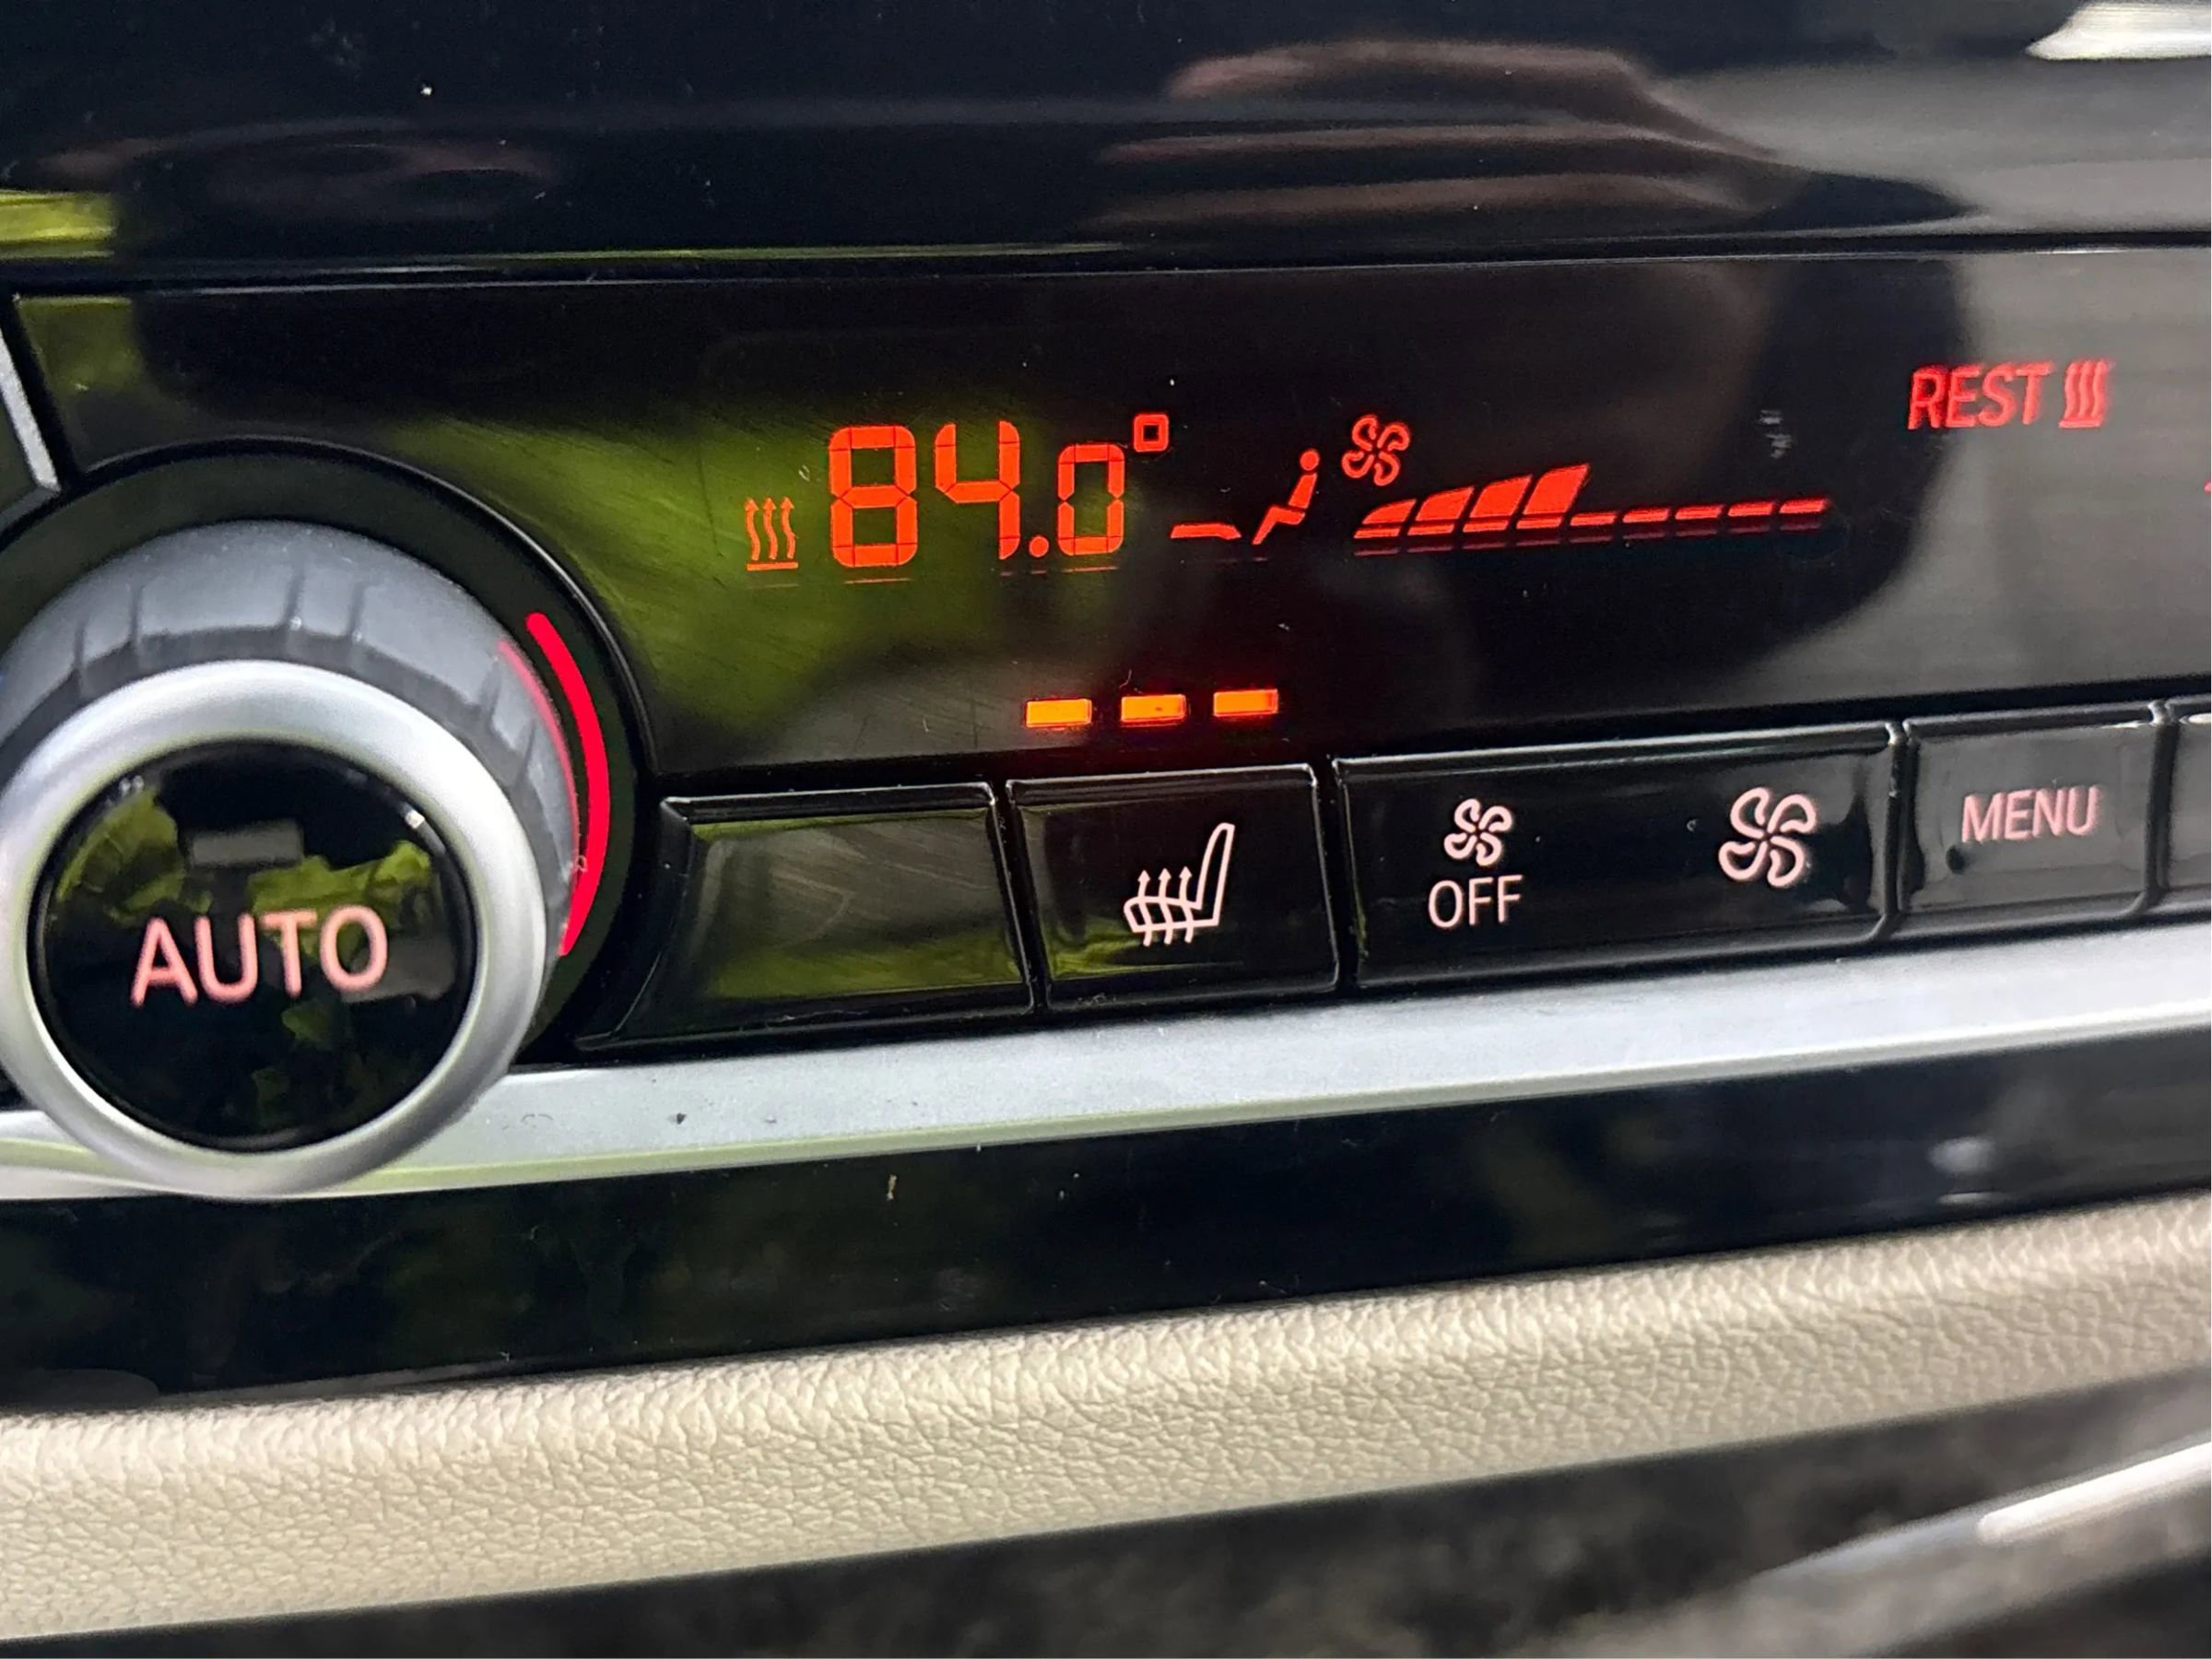 REST
84.0°
AUTO
OFF
MENU